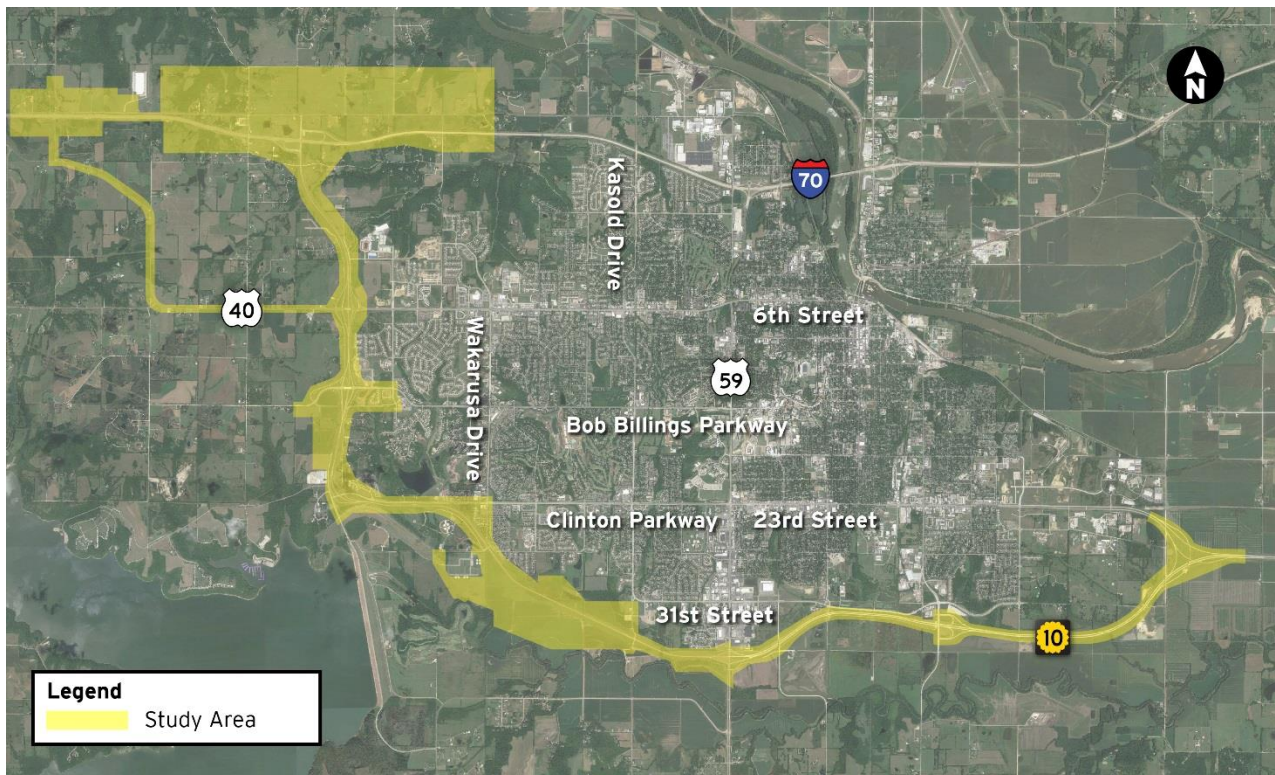 N
Kasold Drive
70
40
6th Street
Wakarusa Drive
59
Bob Billings Parkway
Clinton Parkway
23rd Street
31st Street
10
Legend
Study Area